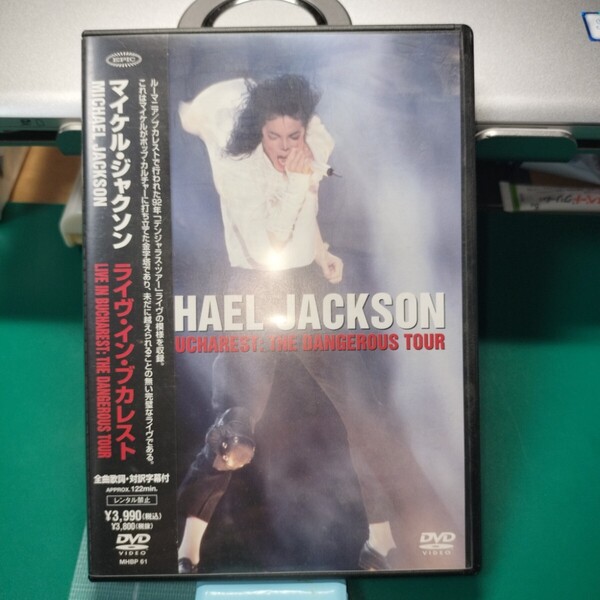 EPIC
マイケル・ジャクソン
MICHAEL JACKSON
ライヴ・イン・ブカレスト
LIVE IN BUCHAREST: THE DANGEROUS TOUR
ルーマニア/ブカレストで行われた92年「デンジャラス・ツアー」ライヴの模様を収録。
これはマイケルがポップ・カルチャーに打ち立てた金字塔であり、未だに越えられることの無い完璧なライヴである。
全曲歌詞・対訳字幕付
APPROX. 122min.
レンタル禁止
¥3,990(税込)
¥3,800(税抜)
DVD
VIDEO
MHBP 61
HAEL JACKSON
UCHAREST: THE DANGEROUS TOUR
DVD
VIDEO